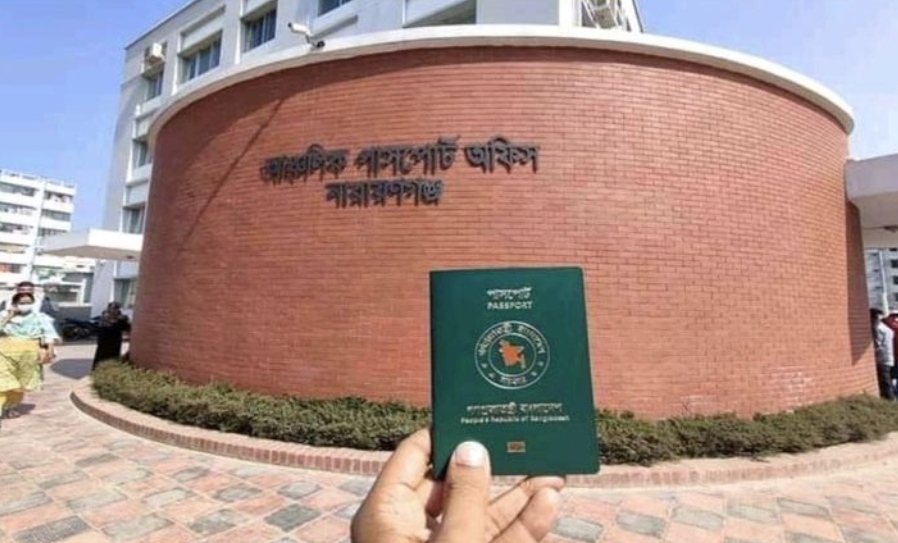 আঞ্চলিক পাসপোর্ট অফিস
নারায়ণগঞ্জ
পাসপোর্ট
PASSPORT
গণপ্রজাতন্ত্রী বাংলাদেশ
People's Republic of Bangladesh